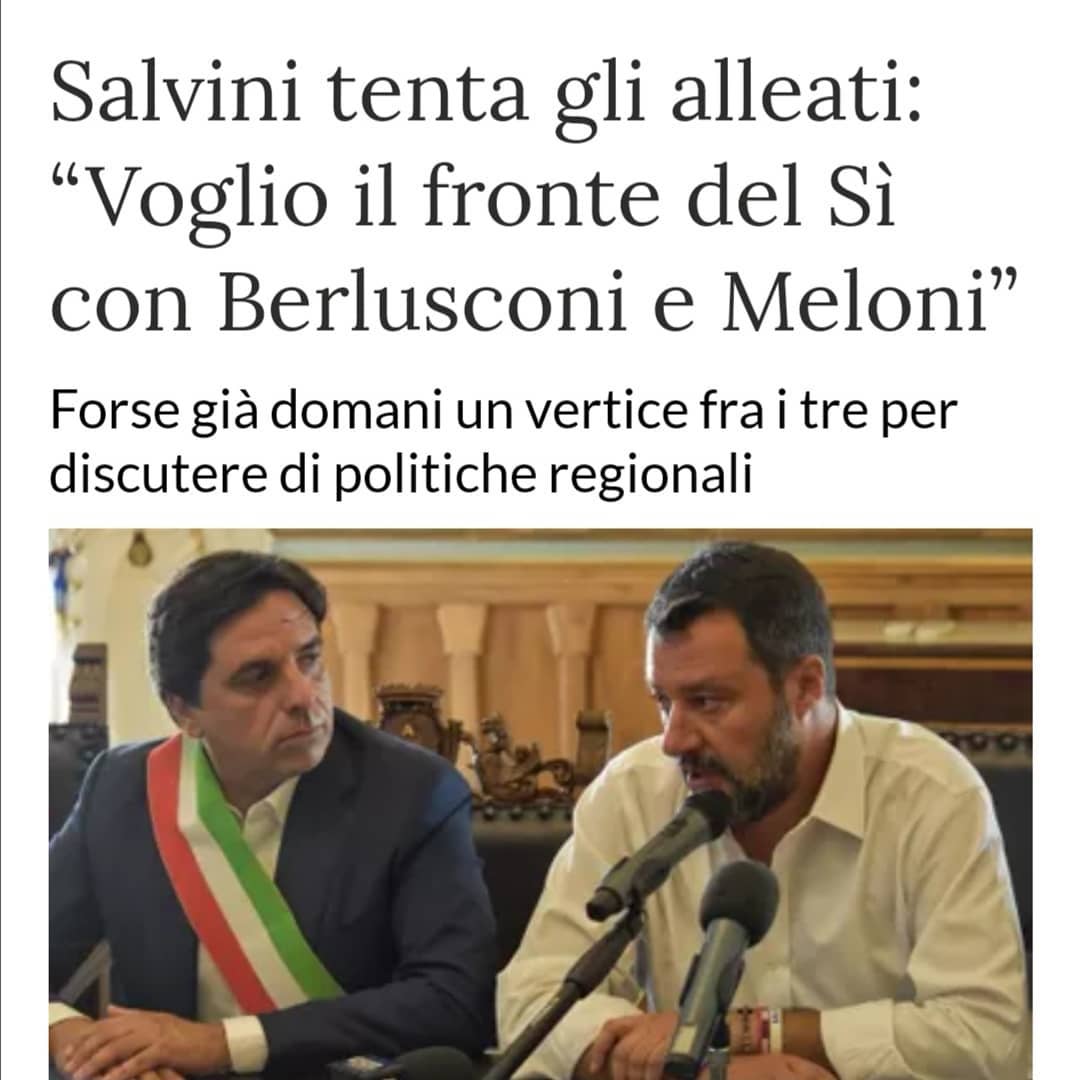 Salvini tenta gli alleati:
“Voglio il fronte del Sì
con Berlusconi e Meloni”
Forse già domani un vertice fra i tre per
discutere di politiche regionali